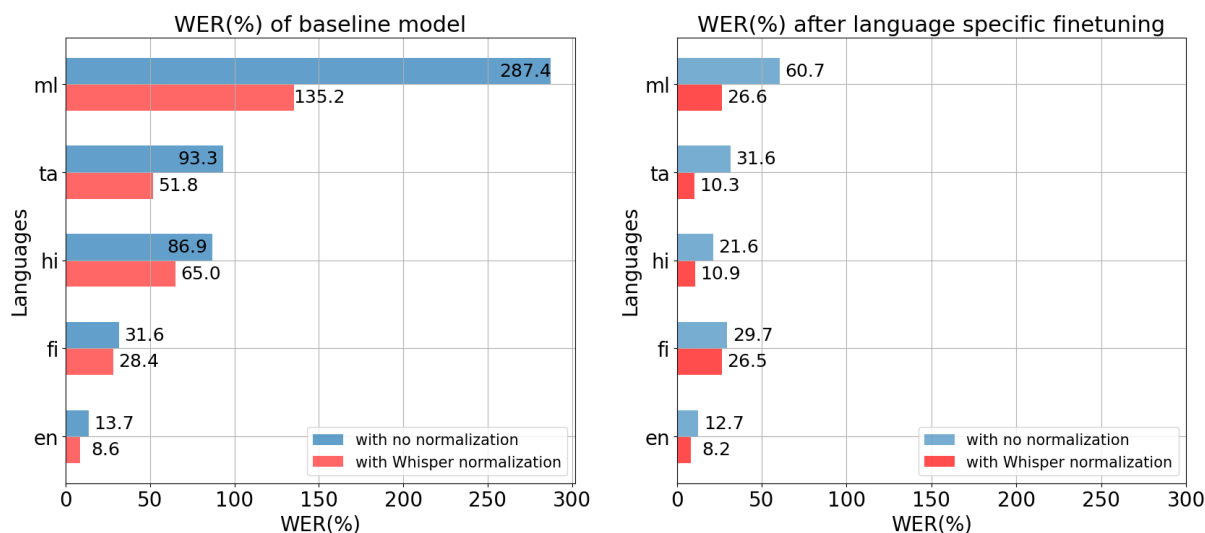 WER(%) of baseline model
ml
287.4
135.2
ta
93.3
51.8
hi
86.9
65.0
fi
31.6
28.4
en
13.7
8.6
Languages
with no normalization
with Whisper normalization
0 50 100 150 200 250 300
WER(%)
WER(%) after language specific finetuning
ml
60.7
26.6
ta
31.6
10.3
hi
21.6
10.9
fi
29.7
26.5
en
12.7
8.2
Languages
with no normalization
with Whisper normalization
0 50 100 150 200 250 300
WER(%)